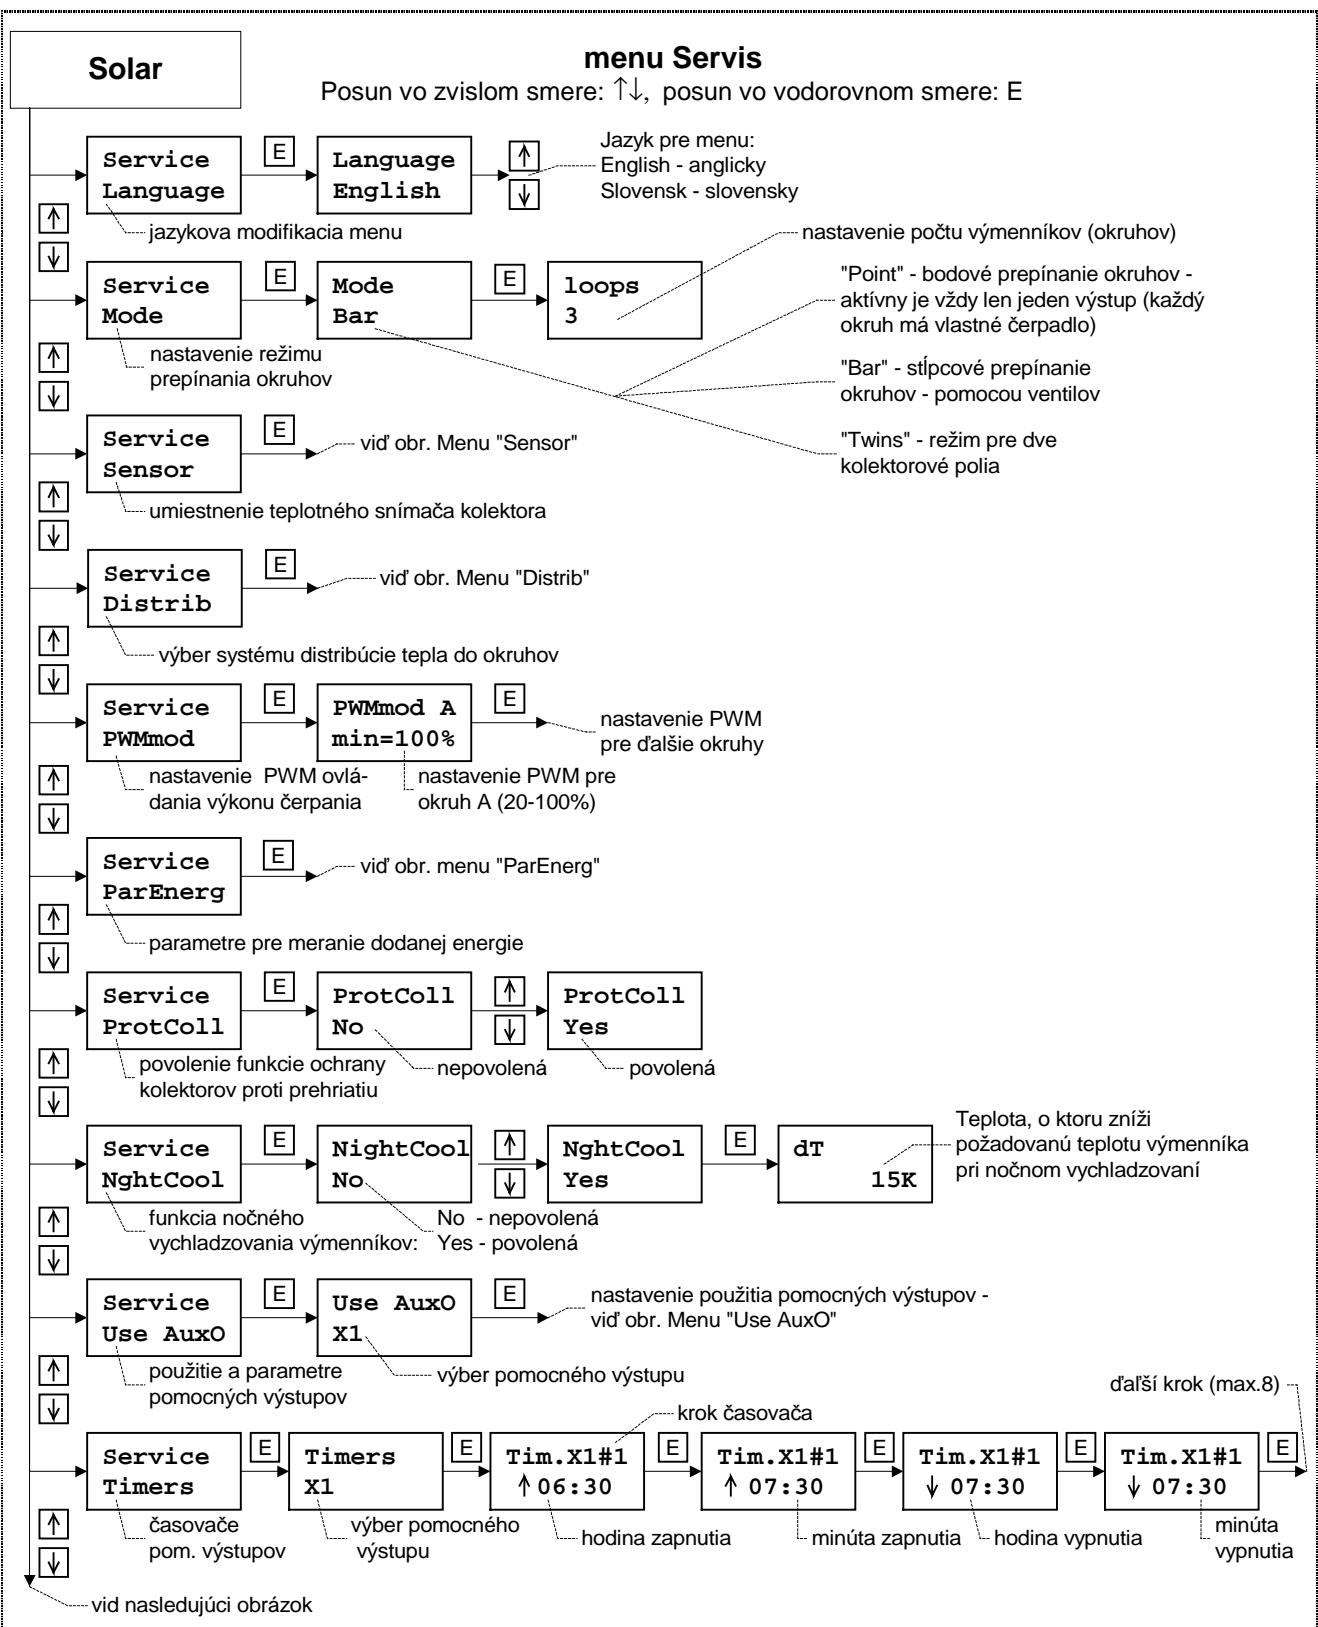 Solar
menu Servis
Posun vo zvislom smere: ↑↓, posun vo vodorovnom smere: E
Service
Language
E
Language
English
↑
↓
Jazyk pre menu:
English - anglicky
Slovensk - slovensky
jazykova modifikacia menu
↑
↓
Service
Mode
E
Mode
Bar
E
loops
3
nastavenie počtu výmenníkov (okruhov)
"Point" - bodové prepínanie okruhov -
aktívny je vždy len jeden výstup (každý
okruh má vlastné čerpadlo)
"Bar" - stĺpcové prepínanie
okruhov - pomocou ventilov
"Twins" - režim pre dve
kolektorové polia
nastavenie režimu
prepínania okruhov
↑
↓
Service
Sensor
E
viď obr. Menu "Sensor"
umiestnenie teplotného snímača kolektora
↑
↓
Service
Distrib
E
viď obr. Menu "Distrib"
výber systému distribúcie tepla do okruhov
↑
↓
Service
PWMmod
E
PWMmod A
min=100%
E
nastavenie PWM
pre ďalšie okruhy
nastavenie PWM ovlá-
dania výkonu čerpania
nastavenie PWM pre
okruh A (20-100%)
↑
↓
Service
ParEnerg
E
viď obr. menu "ParEnerg"
parametre pre meranie dodanej energie
↑
↓
Service
ProtColl
E
ProtColl
No
↑
↓
ProtColl
Yes
povolenie funkcie ochrany
kolektorov proti prehriatiu
nepovolená
povolená
↑
↓
Service
NghtCool
E
NightCool
No
↑
↓
NghtCool
Yes
E
dT
15K
Teplota, o ktoru zníži
požadovanú teplotu výmenníka
pri nočnom vychladzovaní
funkcia nočného
vychladzovania výmenníkov:
No - nepovolená
Yes - povolená
↑
↓
Service
Use AuxO
E
Use AuxO
X1
E
nastavenie použitia pomocných výstupov -
viď obr. Menu "Use AuxO"
použitie a parametre
pomocných výstupov
výber pomocného výstupu
↑
↓
ďaľší krok (max.8)
krok časovača
Service
Timers
E
Timers
X1
E
Tim.X1#1
↑06:30
E
Tim.X1#1
↑ 07:30
E
Tim.X1#1
↓ 07:30
E
Tim.X1#1
↓ 07:30
E
časovače
pom. výstupov
výber pomocného
výstupu
hodina zapnutia
minúta zapnutia
hodina vypnutia
minúta
vypnutia
↑
↓
vid nasledujúci obrázok